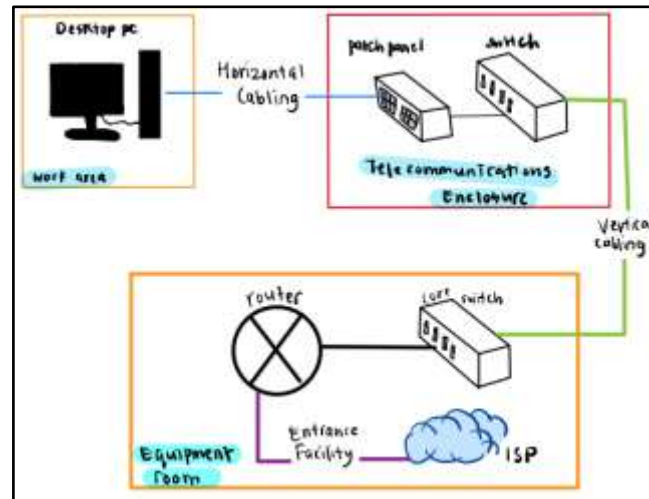 Desktop pc
Horizontal
Cabling
work area
patch panel
switch
Telecommunications
Enclosure
Vertical
cabling
router
core switch
Entrance
Facility
ISP
Equipment
room